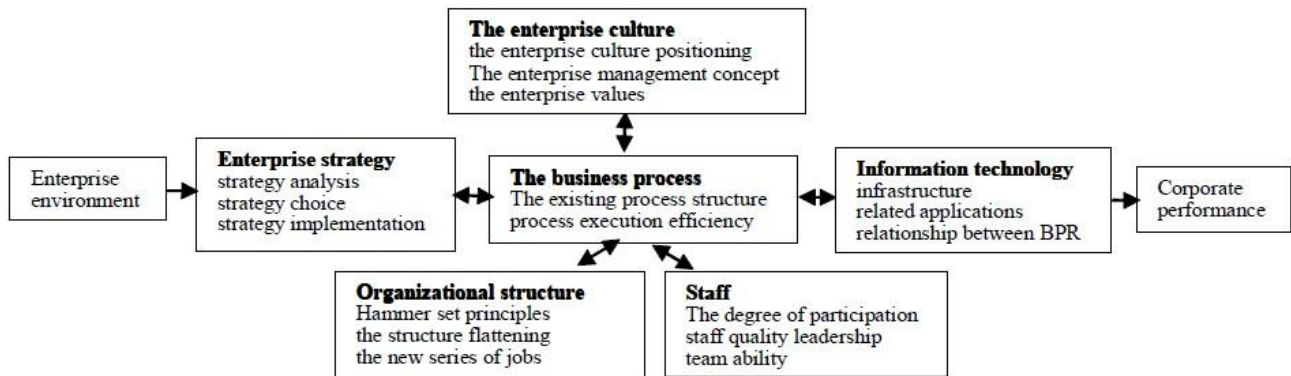 The enterprise culture
the enterprise culture positioning
The enterprise management concept
the enterprise values
Enterprise
environment
Enterprise strategy
strategy analysis
strategy choice
strategy implementation
The business process
The existing process structure
process execution efficiency
Information technology
infrastructure
related applications
relationship between BPR
Corporate
performance
Organizational structure
Hammer set principles
the structure flattening
the new series of jobs
Staff
The degree of participation
staff quality leadership
team ability